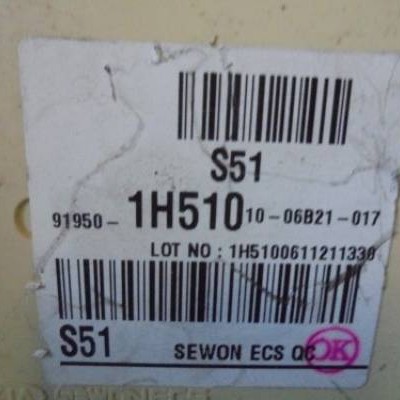 S51
91950- 1H510 10-06B21-017
LOT NO : 1H5100611211330
S51 SEWON ECS QC OK